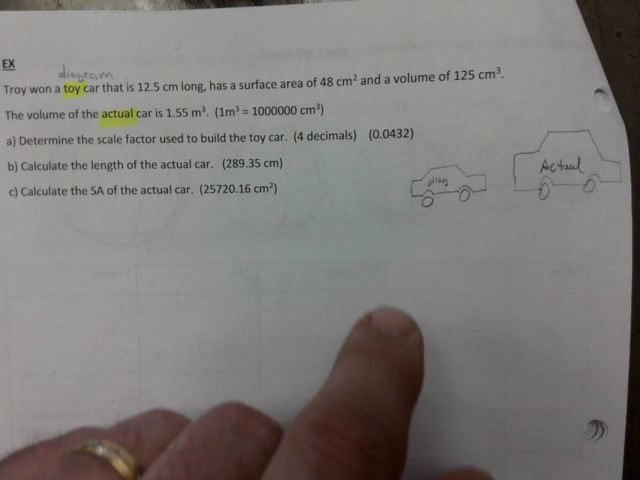 EX
diagram
Troy won a toy car that is 12.5 cm long, has a surface area of 48 cm² and a volume of 125 cm³.
The volume of the actual car is 1.55 m³. (1m³ = 1000000 cm³)
a) Determine the scale factor used to build the toy car. (4 decimals) (0.0432)
b) Calculate the length of the actual car. (289.35 cm)
c) Calculate the SA of the actual car. (25720.16 cm²)
diag
Actual